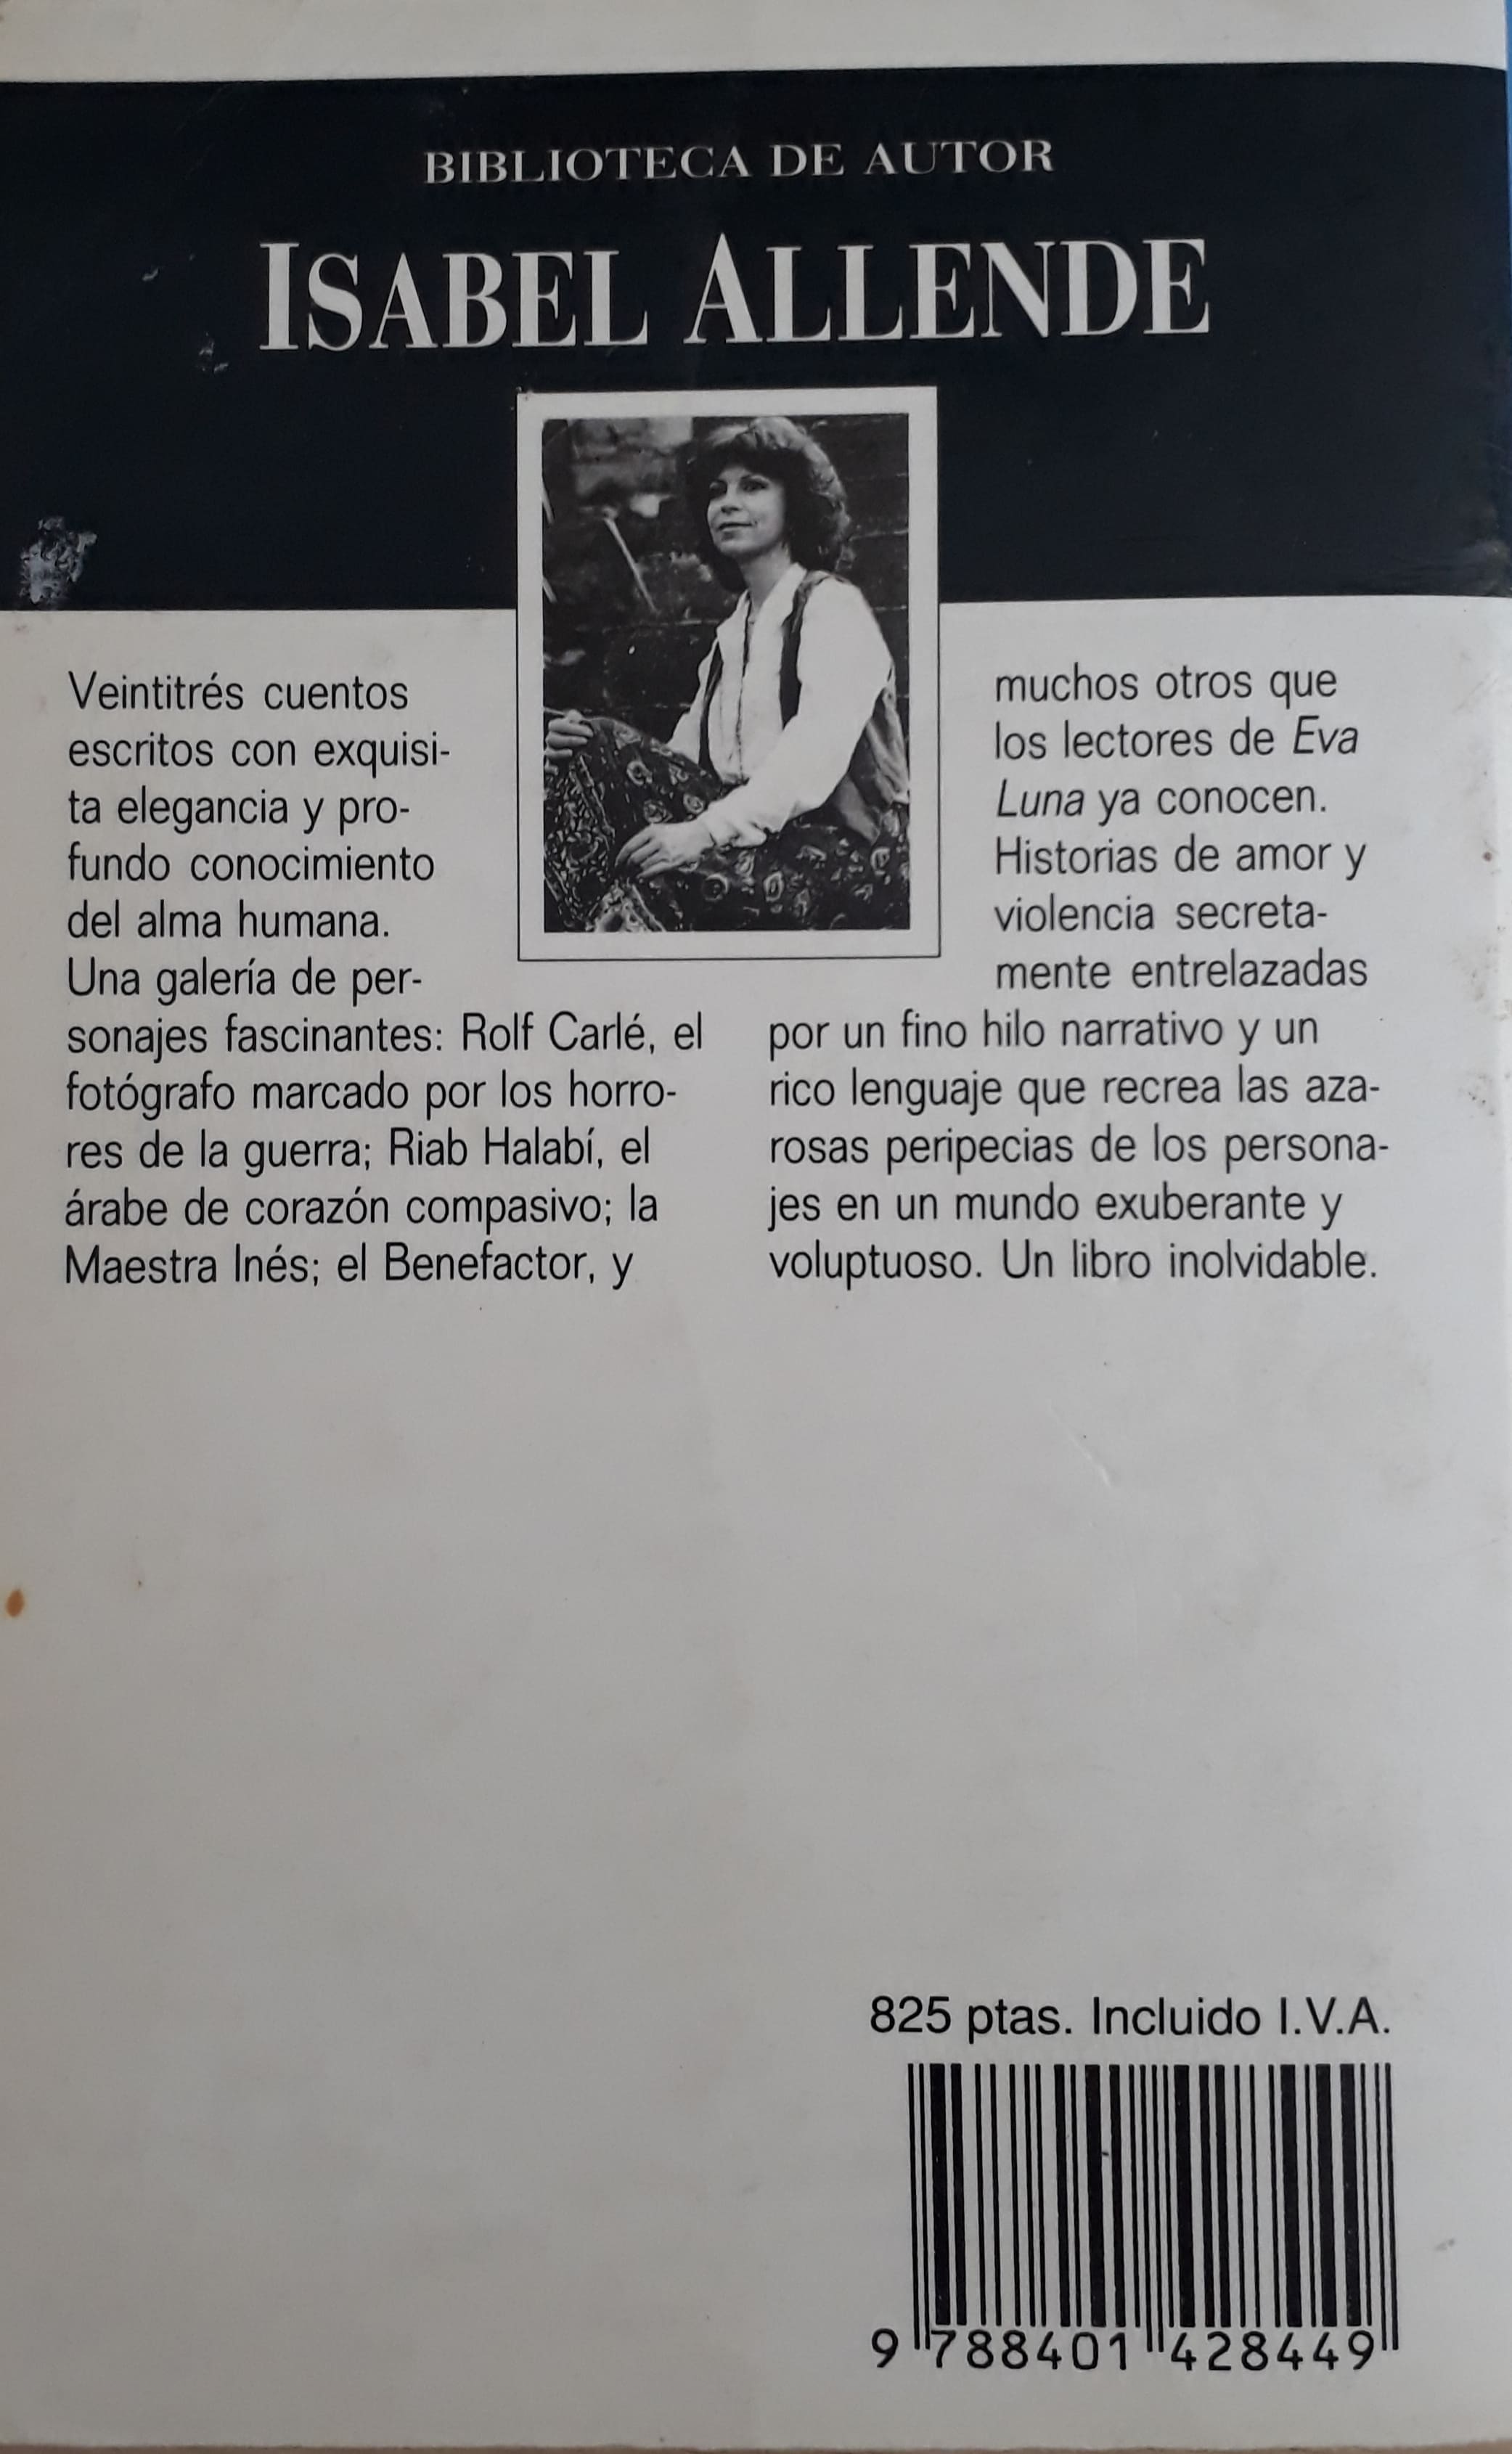 BIBLIOTECA DE AUTOR
ISABEL ALLENDE
Veintitrés cuentos
escritos con exquisi-
ta elegancia y pro-
fundo conocimiento
del alma humana.
Una galería de per-
sonajes fascinantes: Rolf Carlé, el
fotógrafo marcado por los horro-
res de la guerra; Riab Halabí, el
árabe de corazón compasivo; la
Maestra Inés; el Benefactor, y
muchos otros que
los lectores de Eva
Luna ya conocen.
Historias de amor y
violencia secreta-
mente entrelazadas
por un fino hilo narrativo y un
rico lenguaje que recrea las aza-
rosas peripecias de los persona-
jes en un mundo exuberante y
voluptuoso. Un libro inolvidable.
825 ptas. Incluido I.V.A.
9 788401 428449